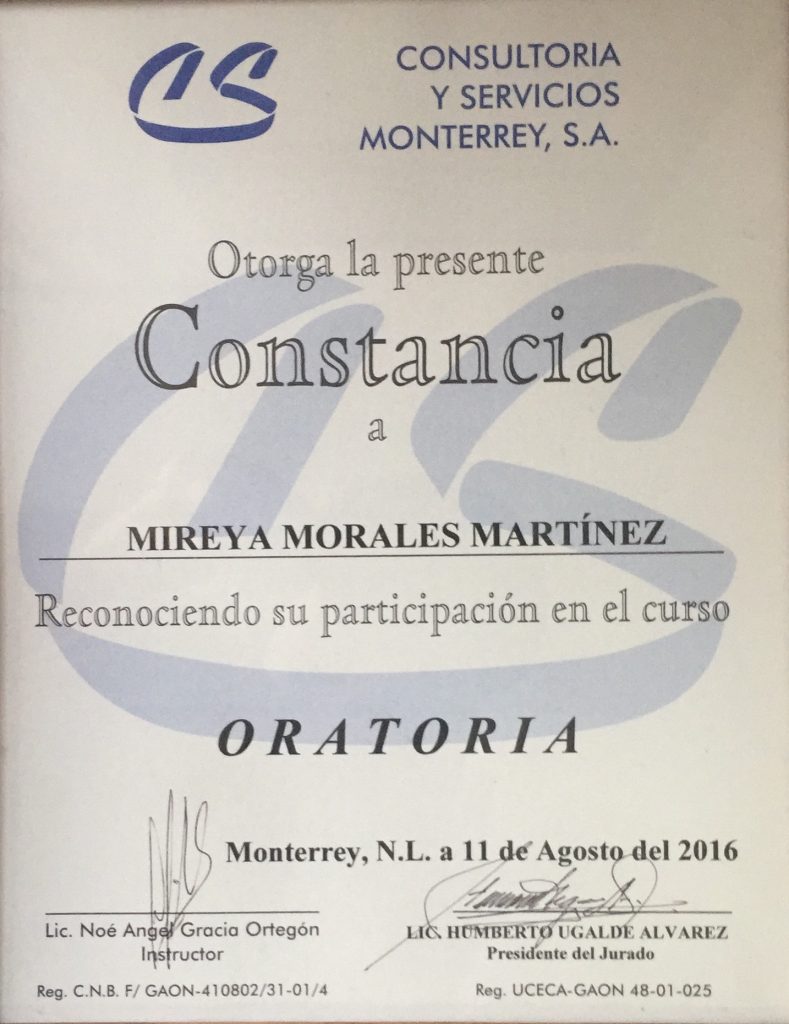 CS
CONSULTORIA
Y SERVICIOS
MONTERREY, S.A.
Otorga la presente
Constancia
a
MIREYA MORALES MARTÍNEZ
Reconociendo su participación en el curso
ORATORIA
Monterrey, N.L. a 11 de Agosto del 2016
Lic. Noé Angel Gracia Ortegón
Instructor
Reg. C.N.B. F/ GAON-410802/31-01/4
LIC. HUMBERTO UGALDE ALVAREZ
Presidente del Jurado
Reg. UCECA-GAON 48-01-025